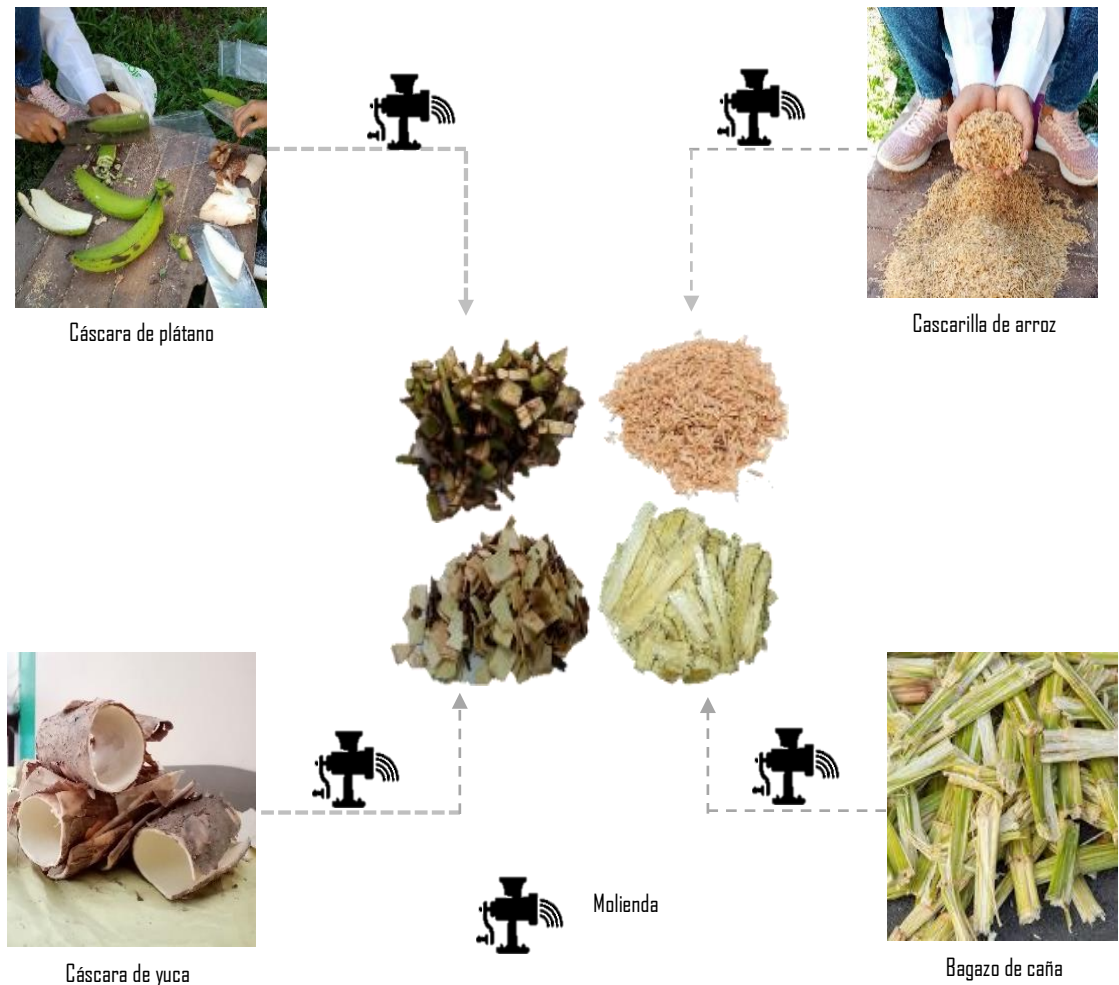 Cáscara de plátano
Cascarilla de arroz
Molienda
Cáscara de yuca
Bagazo de caña